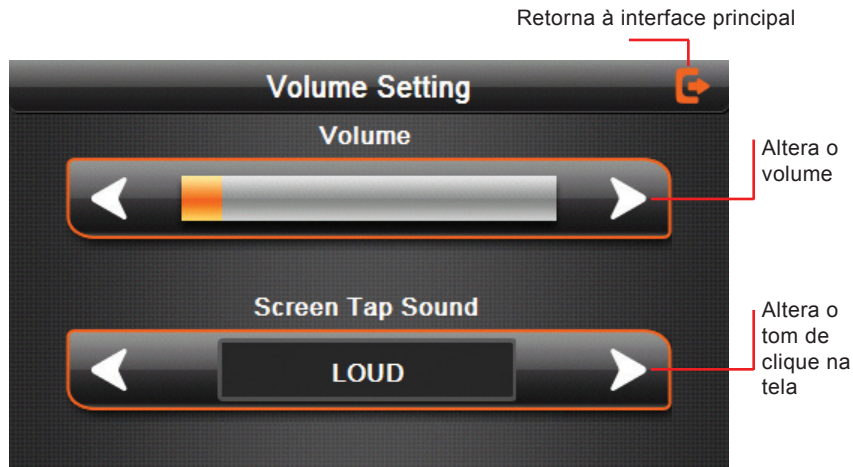 Retorna à interface principal
Volume Setting
Volume
Altera o
volume
Screen Tap Sound
LOUD
Altera o
tom de
clique na
tela